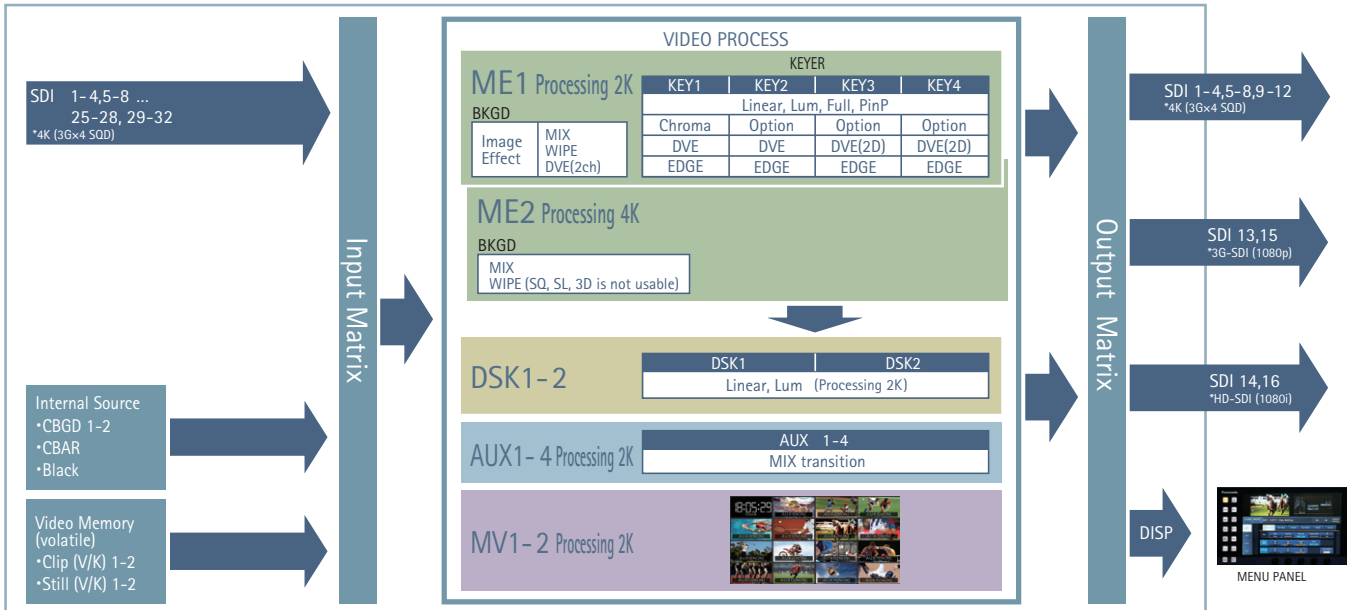 VIDEO PROCESS
SDI 1-4,5-8 ...
25-28, 29-32
*4K (3G×4 SQD)
Internal Source
•CBGD 1-2
•CBAR
•Black
Video Memory
(volatile)
•Clip (V/K) 1-2
•Still (V/K) 1-2
Input Matrix
ME1 Processing 2K
BKGD
Image
Effect
MIX
WIPE
DVE(2ch)
KEYER
KEY1 KEY2 KEY3 KEY4
Linear, Lum, Full, PinP
Chroma Option Option Option
DVE DVE DVE(2D) DVE(2D)
EDGE EDGE EDGE EDGE
ME2 Processing 4K
BKGD
MIX
WIPE (SQ, SL, 3D is not usable)
DSK1-2
DSK1 DSK2
Linear, Lum (Processing 2K)
AUX1-4 Processing 2K
AUX 1-4
MIX transition
MV1-2 Processing 2K
18:05:29
Output Matrix
SDI 1-4,5-8,9-12
*4K (3G×4 SQD)
SDI 13,15
*3G-SDI (1080p)
SDI 14,16
*HD-SDI (1080i)
DISP
Panasonic
MENU PANEL